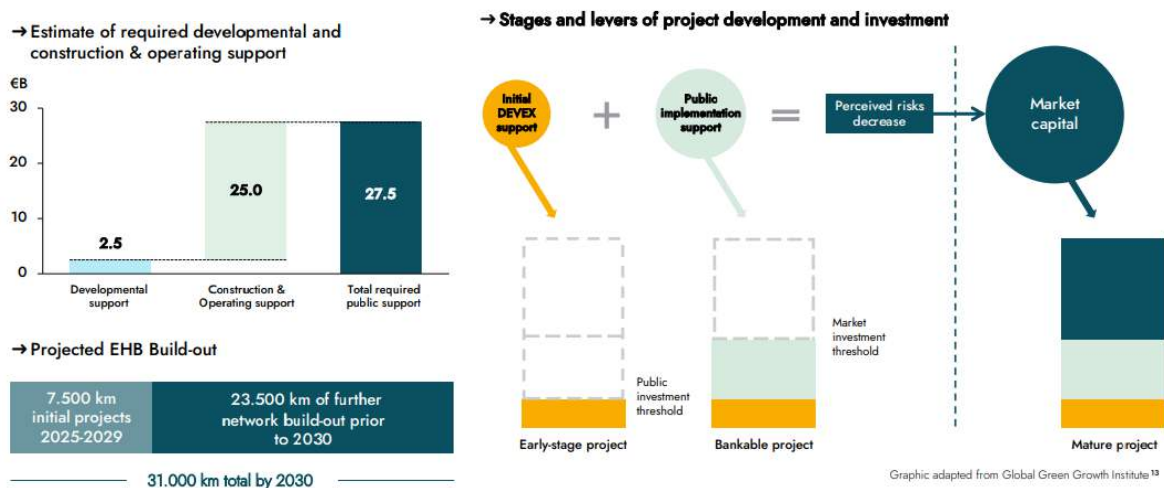 → Estimate of required developmental and
construction & operating support
€B
30
20
10
0
2.5
25.0
27.5
Developmental
support
Construction &
Operating support
Total required
public support
→ Projected EHB Build-out
7.500 km
initial projects
2025-2029
23.500 km of further
network build-out prior
to 2030
31.000 km total by 2030
→ Stages and levers of project development and investment
Initial
DEVEX
support
+
Public
implementation
support
=
Perceived risks
decrease
Market
capital
Public
investment
threshold
Market
investment
threshold
Early-stage project
Bankable project
Mature project
Graphic adapted from Global Green Growth Institute 13